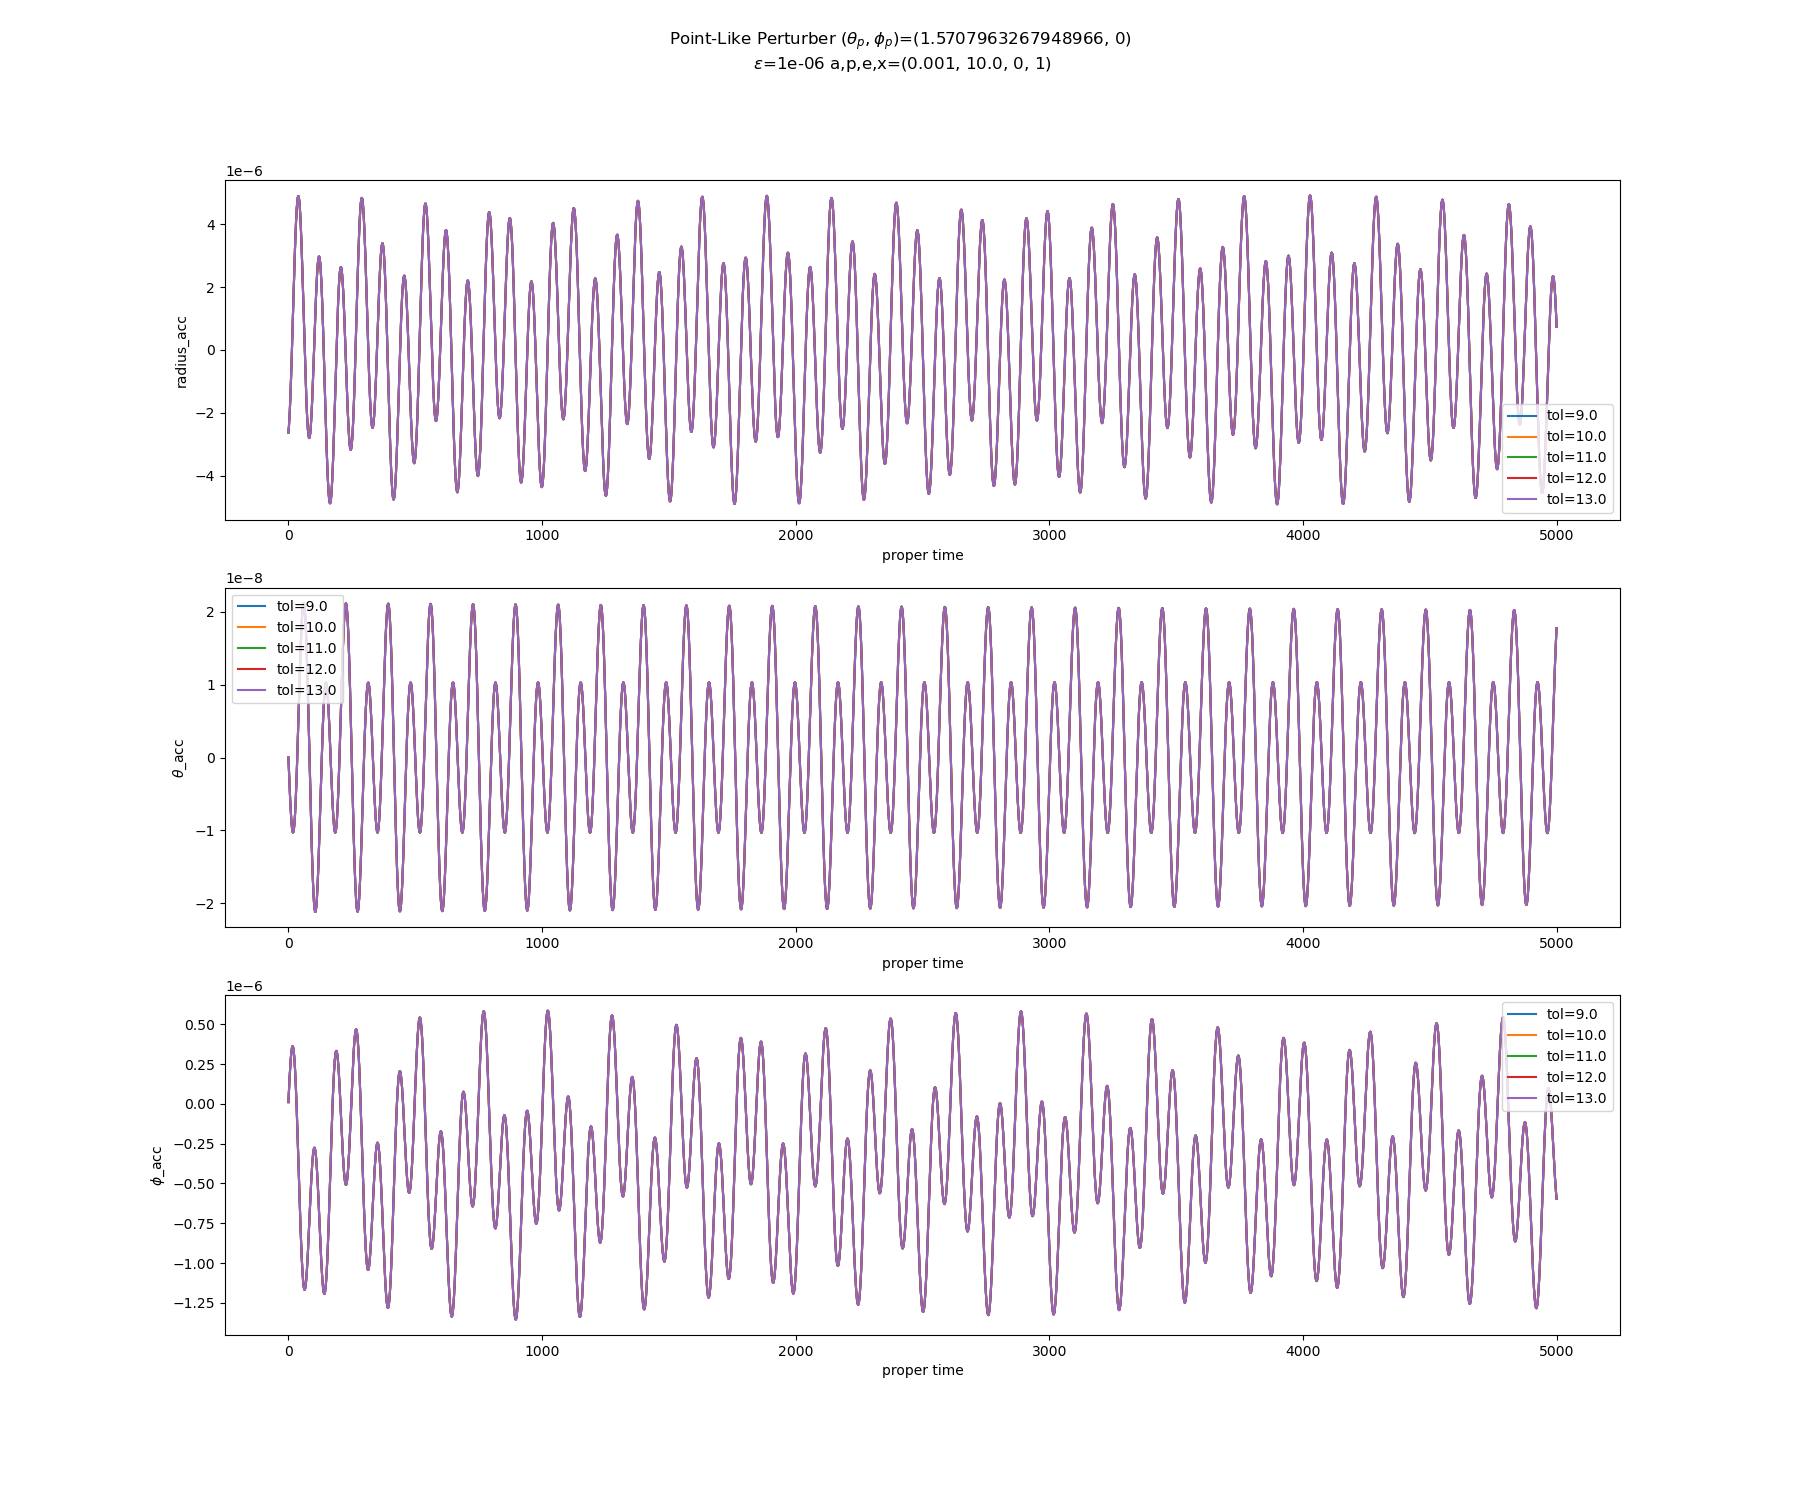 Point-Like Perturber (θₚ, ϕₚ)=(1.5707963267948966, 0)
ε=1e-06 a,p,e,x=(0.001, 10.0, 0, 1)
1e−6
4
2
0
−2
−4
radius_acc
tol=9.0
tol=10.0
tol=11.0
tol=12.0
tol=13.0
0 1000 2000 3000 4000 5000
proper time
1e−8
2
1
0
−1
−2
θ_acc
tol=9.0
tol=10.0
tol=11.0
tol=12.0
tol=13.0
0 1000 2000 3000 4000 5000
proper time
1e−6
0.50
0.25
0.00
−0.25
−0.50
−0.75
−1.00
−1.25
ϕ_acc
tol=9.0
tol=10.0
tol=11.0
tol=12.0
tol=13.0
0 1000 2000 3000 4000 5000
proper time